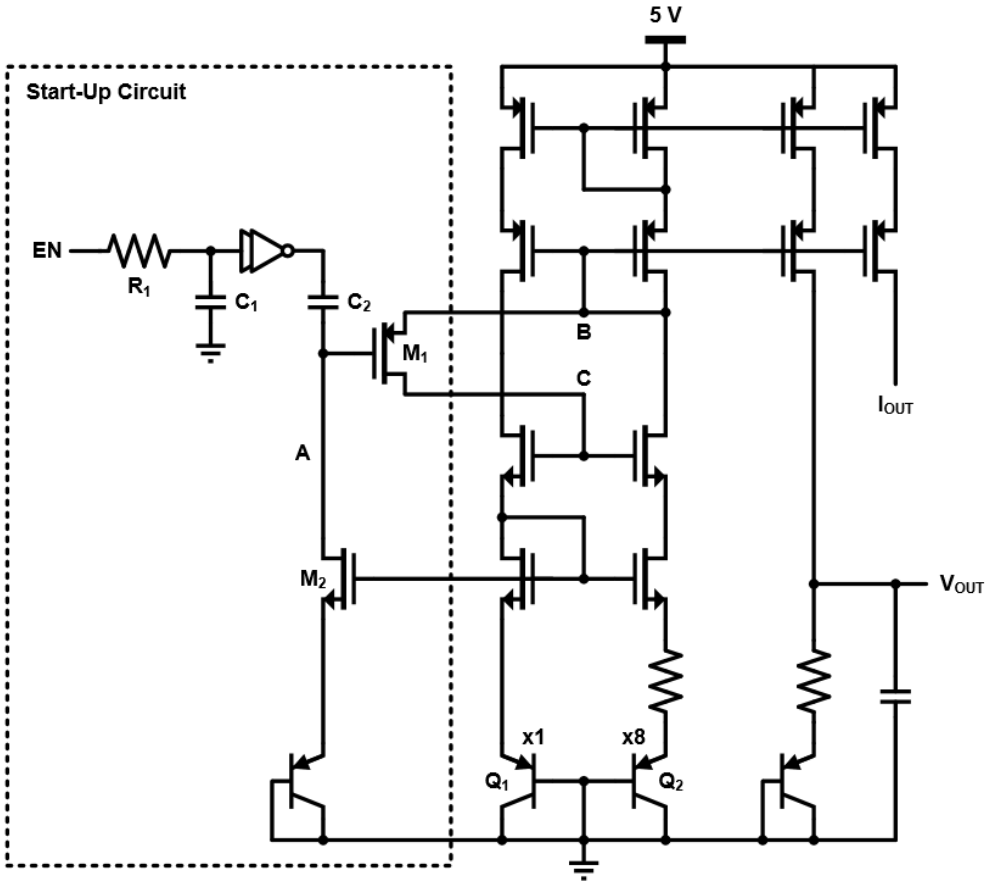 5 V
Start-Up Circuit
EN
R1
C1
C2
M1
B
C
IOUT
A
M2
VOUT
x1
x8
Q1
Q2